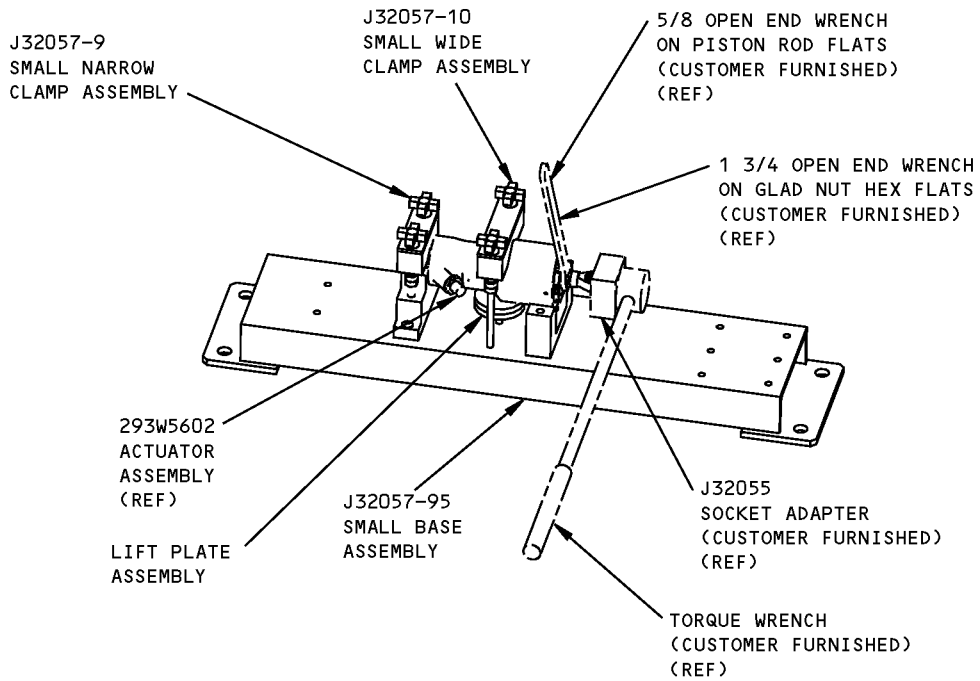 J32057-9
SMALL NARROW
CLAMP ASSEMBLY
J32057-10
SMALL WIDE
CLAMP ASSEMBLY
5/8 OPEN END WRENCH
ON PISTON ROD FLATS
(CUSTOMER FURNISHED)
(REF)
1 3/4 OPEN END WRENCH
ON GLAD NUT HEX FLATS
(CUSTOMER FURNISHED)
(REF)
293W5602
ACTUATOR
ASSEMBLY
(REF)
LIFT PLATE
ASSEMBLY
J32057-95
SMALL BASE
ASSEMBLY
J32055
SOCKET ADAPTER
(CUSTOMER FURNISHED)
(REF)
TORQUE WRENCH
(CUSTOMER FURNISHED)
(REF)